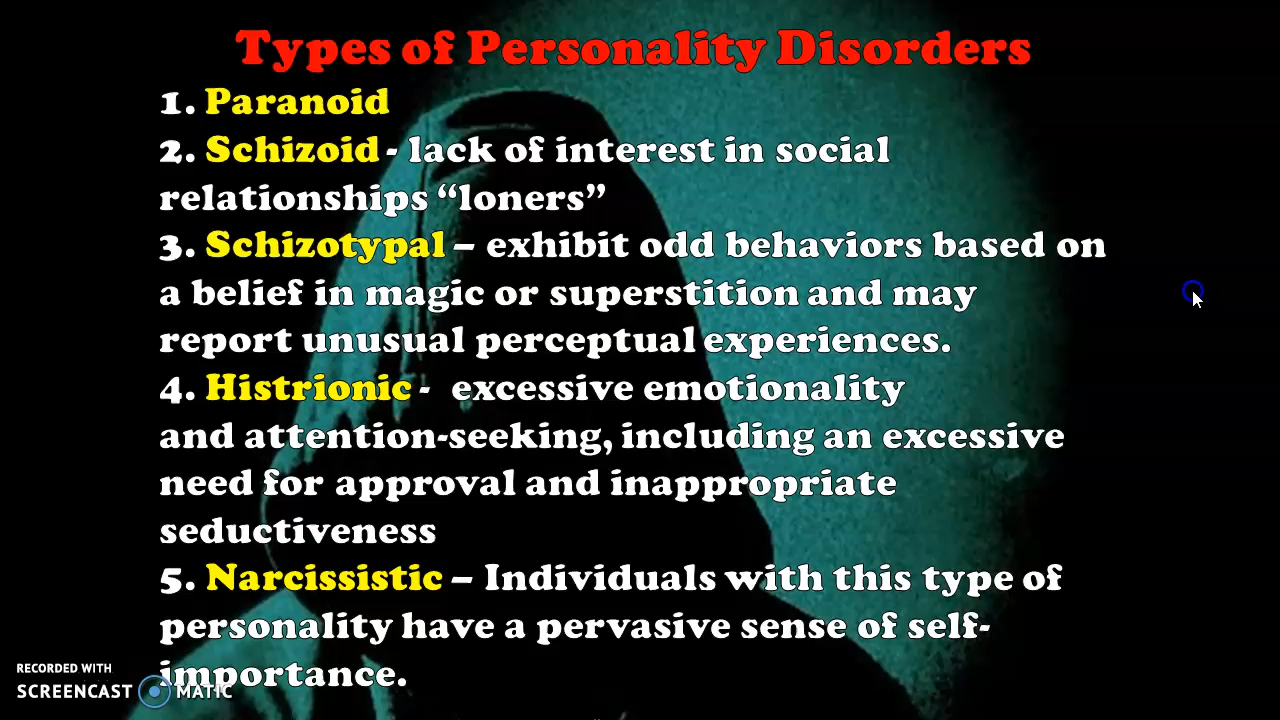 Types of Personality Disorders
1. Paranoid
2. Schizoid - lack of interest in social
relationships “loners”
3. Schizotypal – exhibit odd behaviors based on
a belief in magic or superstition and may
report unusual perceptual experiences.
4. Histrionic - excessive emotionality
and attention-seeking, including an excessive
need for approval and inappropriate
seductiveness
5. Narcissistic – Individuals with this type of
personality have a pervasive sense of self-
importance.
RECORDED WITH
SCREENCAST MATIC